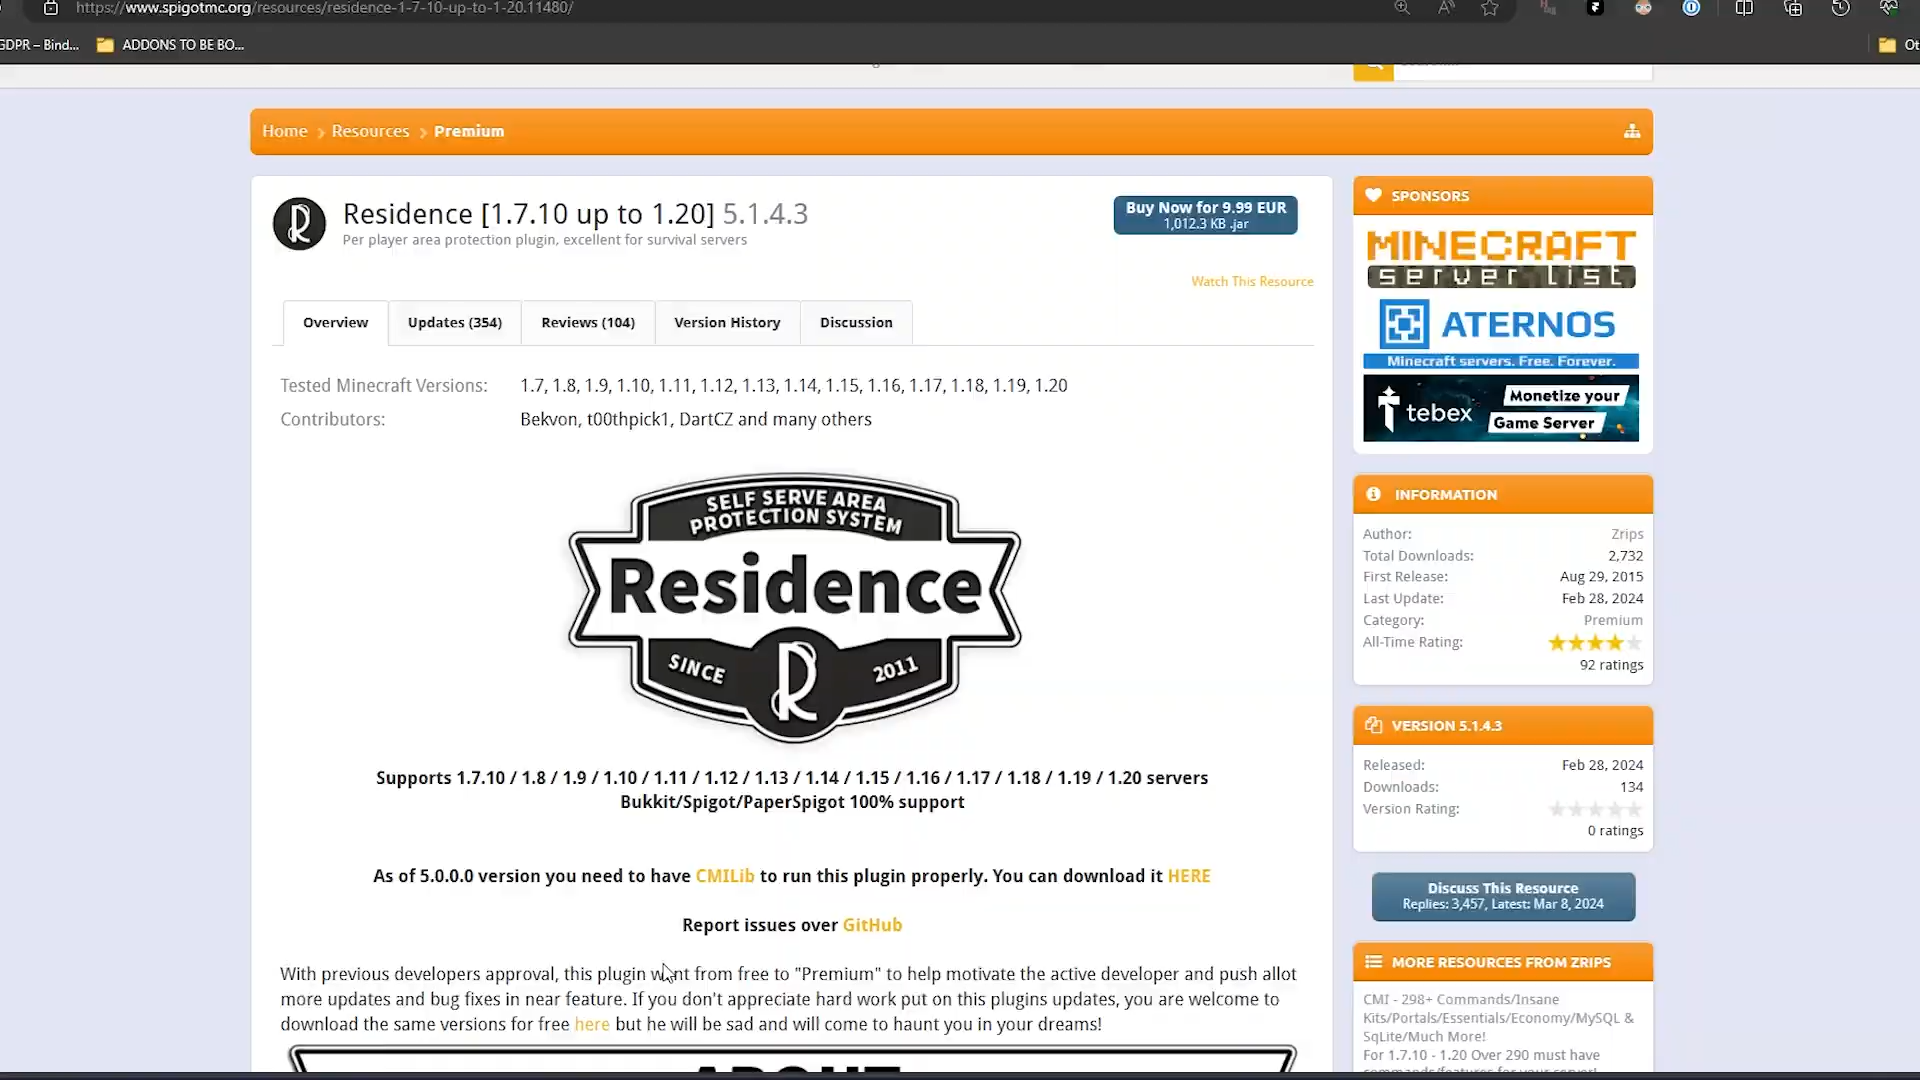 https://www.spigotmc.org/resources/residence-1-7-10-up-to-1-20.11480/
GDPR – Bind...
ADDONS TO BE BO...
Ot
Home > Resources > Premium
Residence [1.7.10 up to 1.20] 5.1.4.3
Per player area protection plugin, excellent for survival servers
Buy Now for 9.99 EUR
1,012.3 KB .jar
Watch This Resource
Overview
Updates (354)
Reviews (104)
Version History
Discussion
Tested Minecraft Versions: 1.7, 1.8, 1.9, 1.10, 1.11, 1.12, 1.13, 1.14, 1.15, 1.16, 1.17, 1.18, 1.19, 1.20
Contributors: Bekvon, t00thpick1, DartCZ and many others
SELF SERVE AREA
PROTECTION SYSTEM
Residence
SINCE R 2011
Supports 1.7.10 / 1.8 / 1.9 / 1.10 / 1.11 / 1.12 / 1.13 / 1.14 / 1.15 / 1.16 / 1.17 / 1.18 / 1.19 / 1.20 servers
Bukkit/Spigot/PaperSpigot 100% support
As of 5.0.0.0 version you need to have CMILib to run this plugin properly. You can download it HERE
Report issues over GitHub
With previous developers approval, this plugin went from free to "Premium" to help motivate the active developer and push allot
more updates and bug fixes in near feature. If you don't appreciate hard work put on this plugins updates, you are welcome to
download the same versions for free here but he will be sad and will come to haunt you in your dreams!
ABOUT
SPONSORS
MINECRAFT
server list
ATERNOS
Minecraft servers. Free. Forever.
tebex
Monetize your
Game Server
INFORMATION
Author: Zrips
Total Downloads: 2,732
First Release: Aug 29, 2015
Last Update: Feb 28, 2024
Category: Premium
All-Time Rating:
92 ratings
VERSION 5.1.4.3
Released: Feb 28, 2024
Downloads: 134
Version Rating:
0 ratings
Discuss This Resource
Replies: 3,457, Latest: Mar 8, 2024
MORE RESOURCES FROM ZRIPS
CMI - 298+ Commands/Insane
Kits/Portals/Essentials/Economy/MySQL &
SqLite/Much More!
For 1.7.10 - 1.20 Over 290 must have
commands/features for your server!